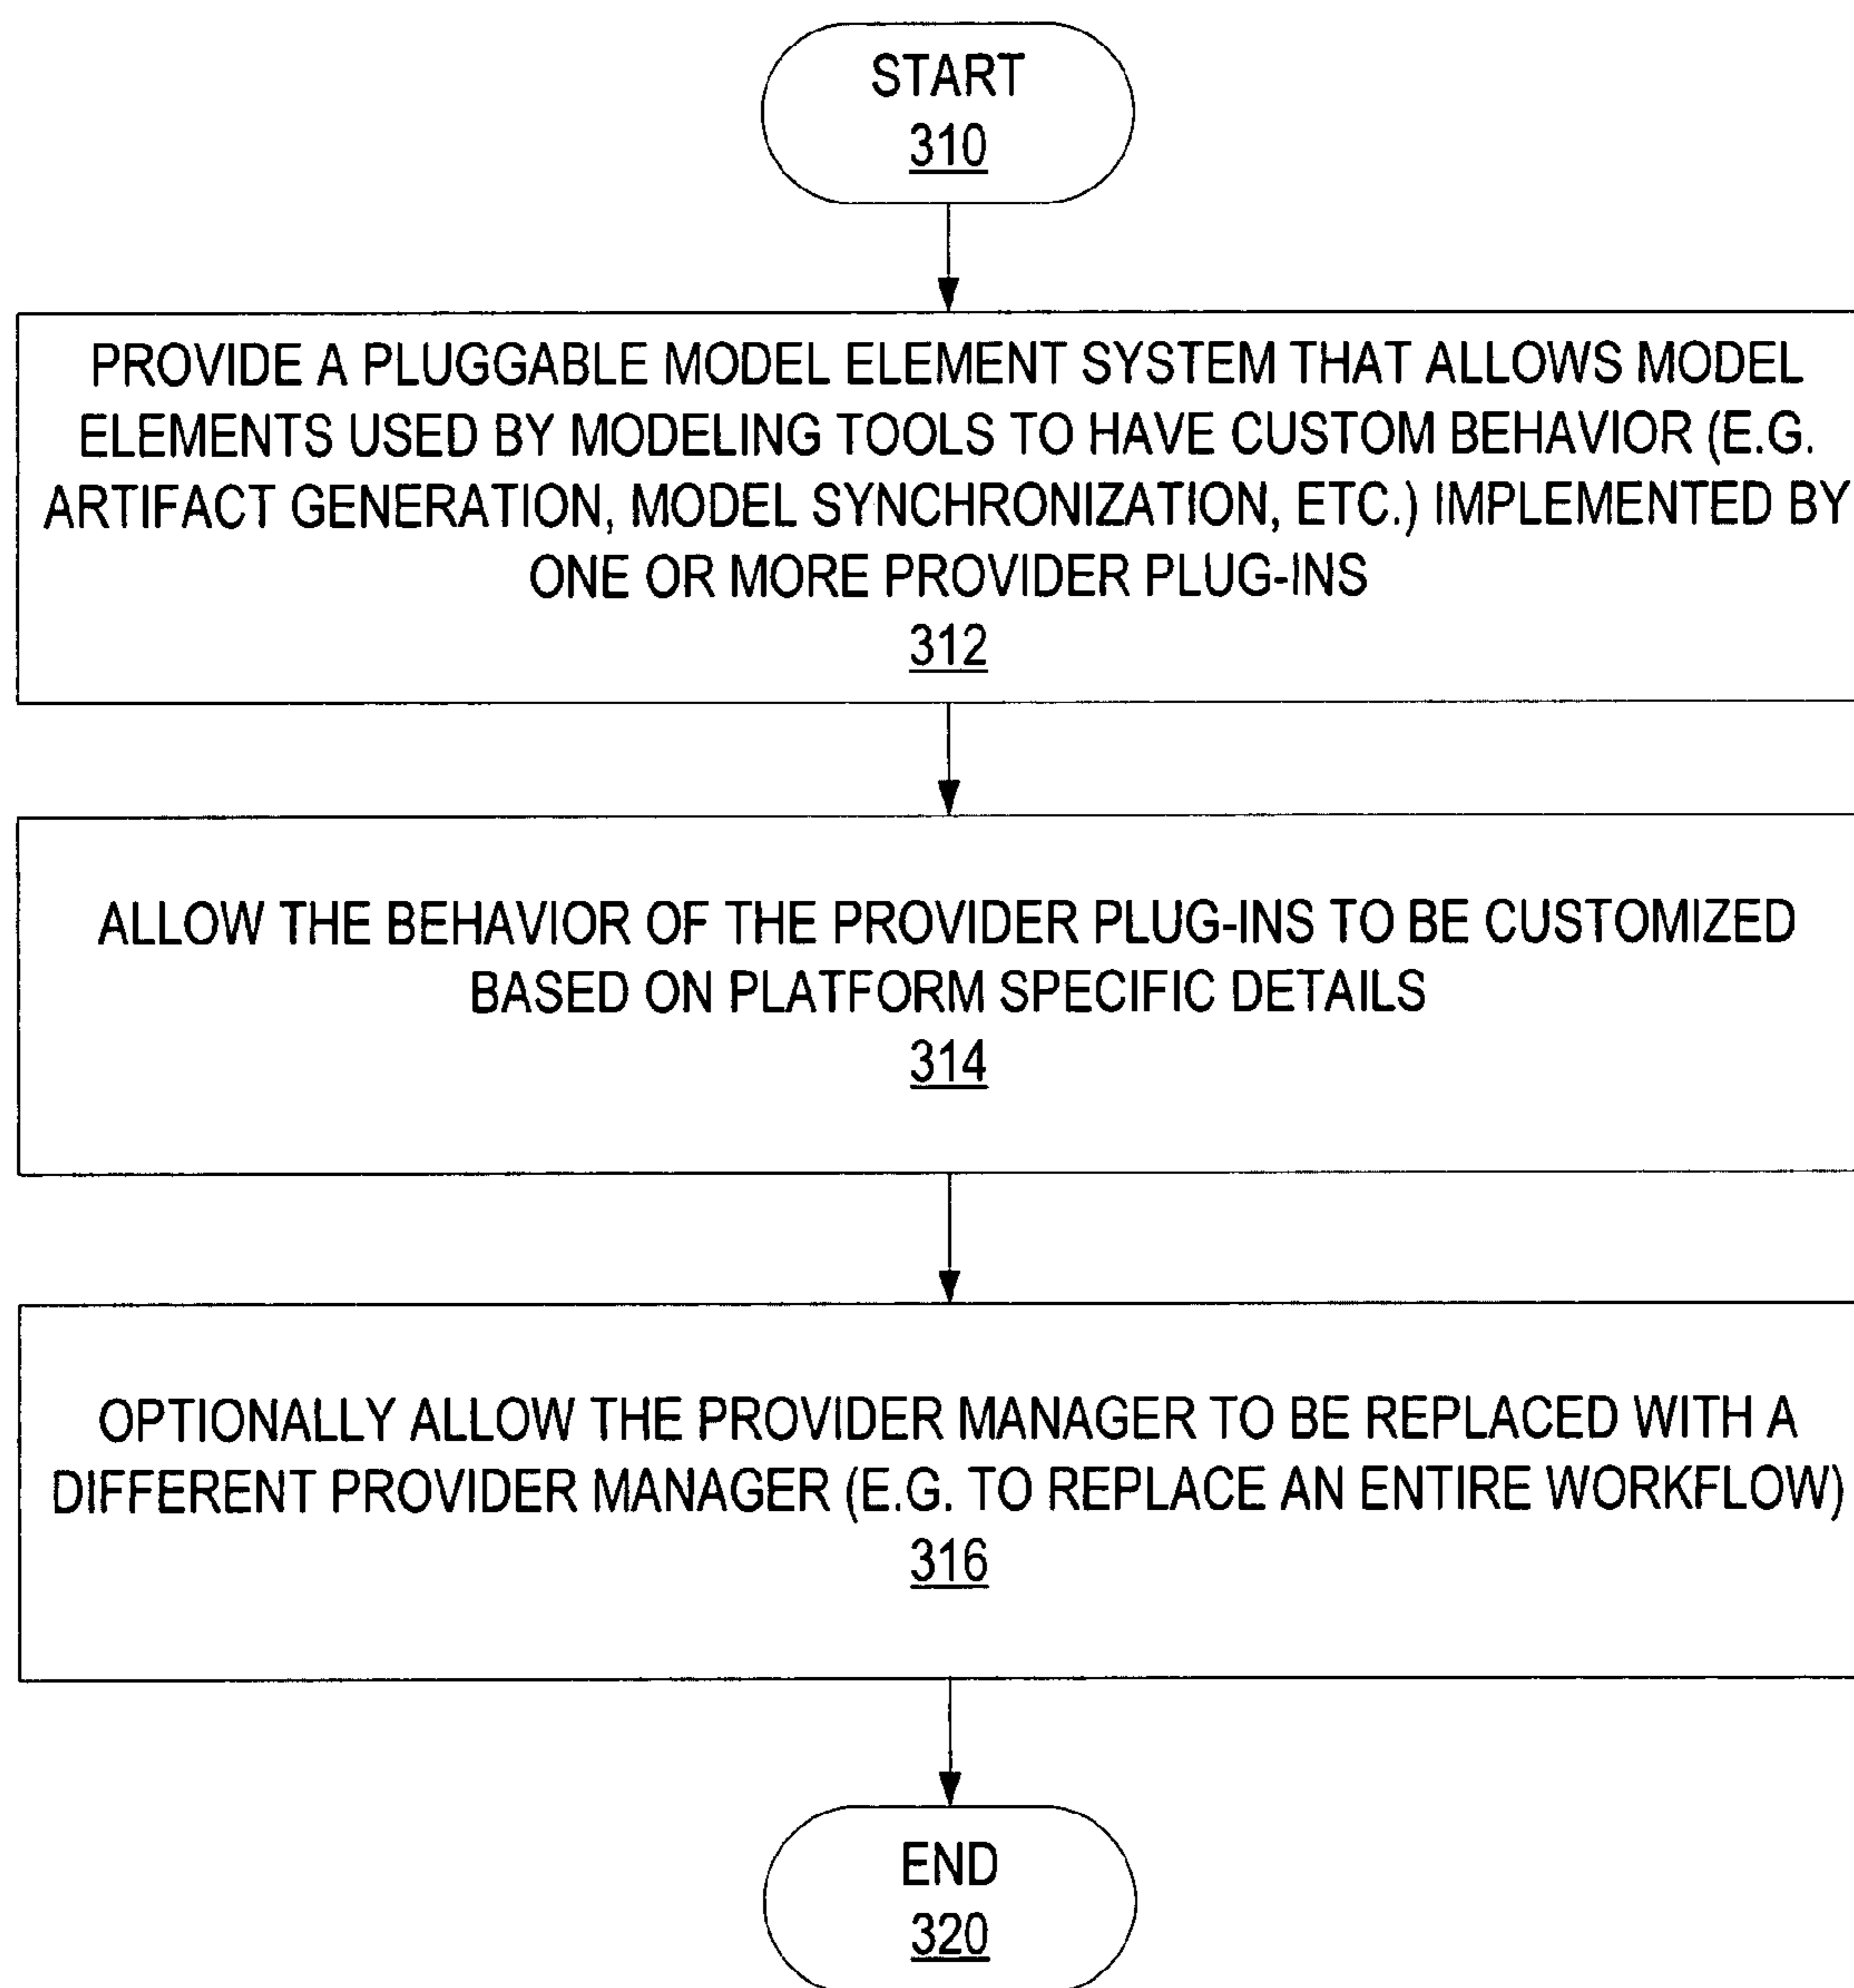 START
310
PROVIDE A PLUGGABLE MODEL ELEMENT SYSTEM THAT ALLOWS MODEL
ELEMENTS USED BY MODELING TOOLS TO HAVE CUSTOM BEHAVIOR (E.G.
ARTIFACT GENERATION, MODEL SYNCHRONIZATION, ETC.) IMPLEMENTED BY
ONE OR MORE PROVIDER PLUG-INS
312
ALLOW THE BEHAVIOR OF THE PROVIDER PLUG-INS TO BE CUSTOMIZED
BASED ON PLATFORM SPECIFIC DETAILS
314
OPTIONALLY ALLOW THE PROVIDER MANAGER TO BE REPLACED WITH A
DIFFERENT PROVIDER MANAGER (E.G. TO REPLACE AN ENTIRE WORKFLOW)
316
END
320